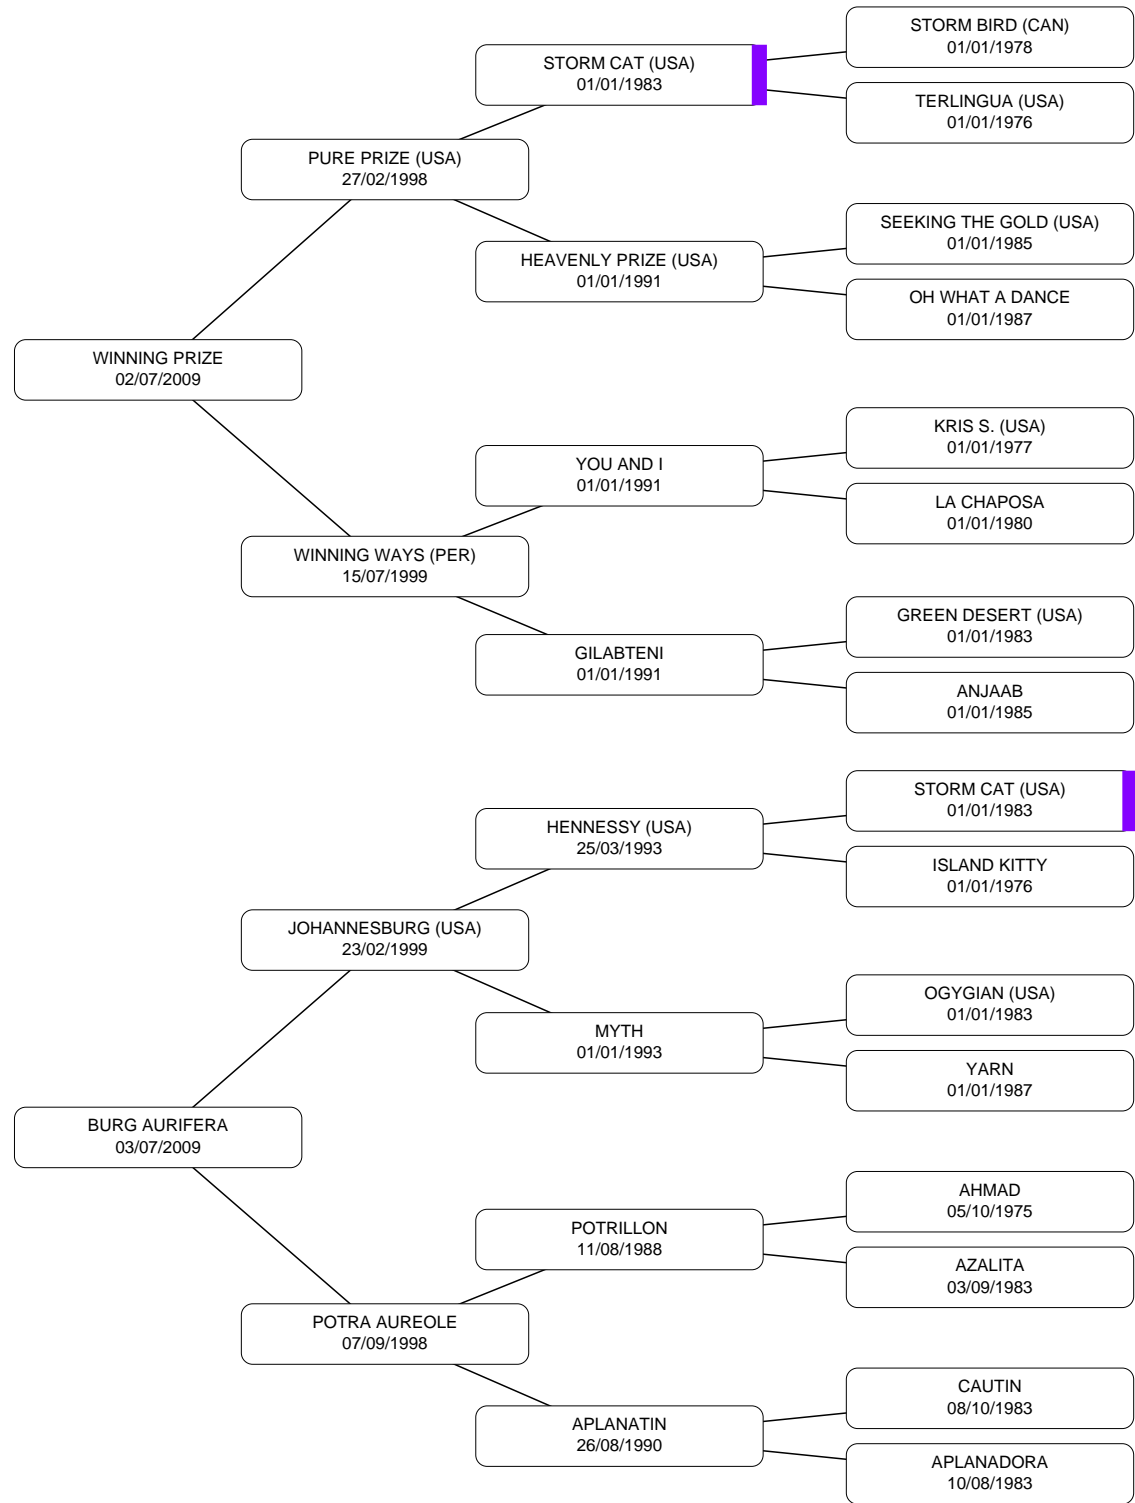 STORM BIRD (CAN)
01/01/1978
STORM CAT (USA)
01/01/1983
TERLINGUA (USA)
01/01/1976
PURE PRIZE (USA)
27/02/1998
SEEKING THE GOLD (USA)
01/01/1985
HEAVENLY PRIZE (USA)
01/01/1991
OH WHAT A DANCE
01/01/1987
WINNING PRIZE
02/07/2009
KRIS S. (USA)
01/01/1977
YOU AND I
01/01/1991
LA CHAPOSA
01/01/1980
WINNING WAYS (PER)
15/07/1999
GREEN DESERT (USA)
01/01/1983
GILABTENI
01/01/1991
ANJAAB
01/01/1985
STORM CAT (USA)
01/01/1983
HENNESSY (USA)
25/03/1993
ISLAND KITTY
01/01/1976
JOHANNESBURG (USA)
23/02/1999
OGYGIAN (USA)
01/01/1983
MYTH
01/01/1993
YARN
01/01/1987
BURG AURIFERA
03/07/2009
AHMAD
05/10/1975
POTRILLON
11/08/1988
AZALITA
03/09/1983
POTRA AUREOLE
07/09/1998
CAUTIN
08/10/1983
APLANATIN
26/08/1990
APLANADORA
10/08/1983